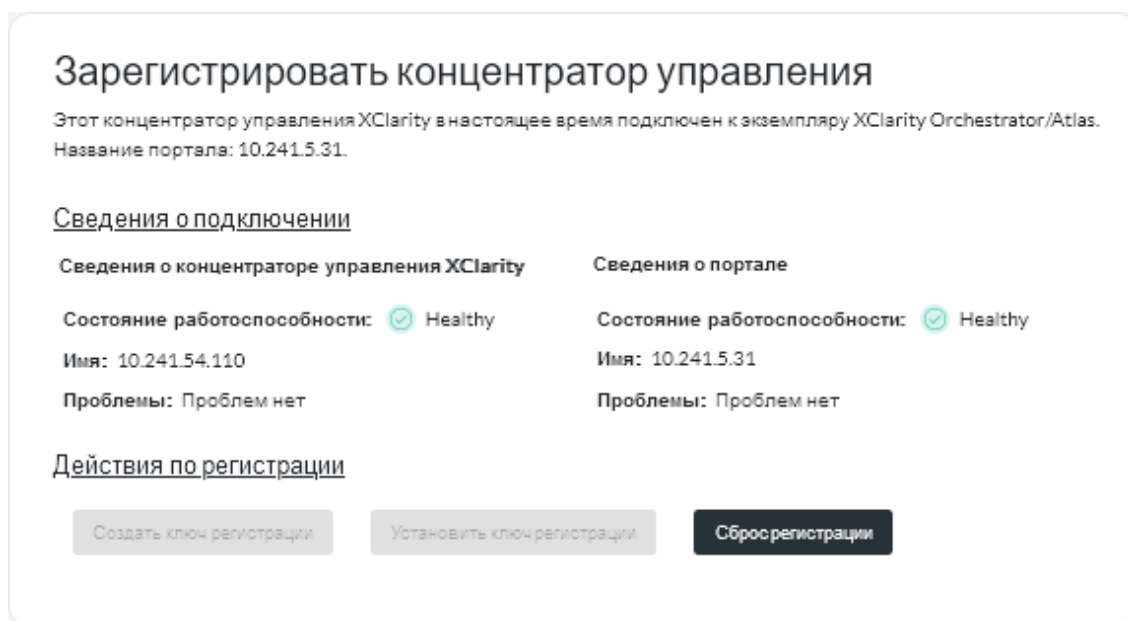 Зарегистрировать концентратор управления
Этот концентратор управления XClarity в настоящее время подключен к экземпляру XClarity Orchestrator/Atlas.
Название портала: 10.241.5.31.
Сведения о подключении
Сведения о концентраторе управления XClarity
Состояние работоспособности: Healthy
Имя: 10.241.54.110
Проблемы: Проблем нет
Сведения о портале
Состояние работоспособности: Healthy
Имя: 10.241.5.31
Проблемы: Проблем нет
Действия по регистрации
Создать ключ регистрации
Установить ключ регистрации
Сброс регистрации